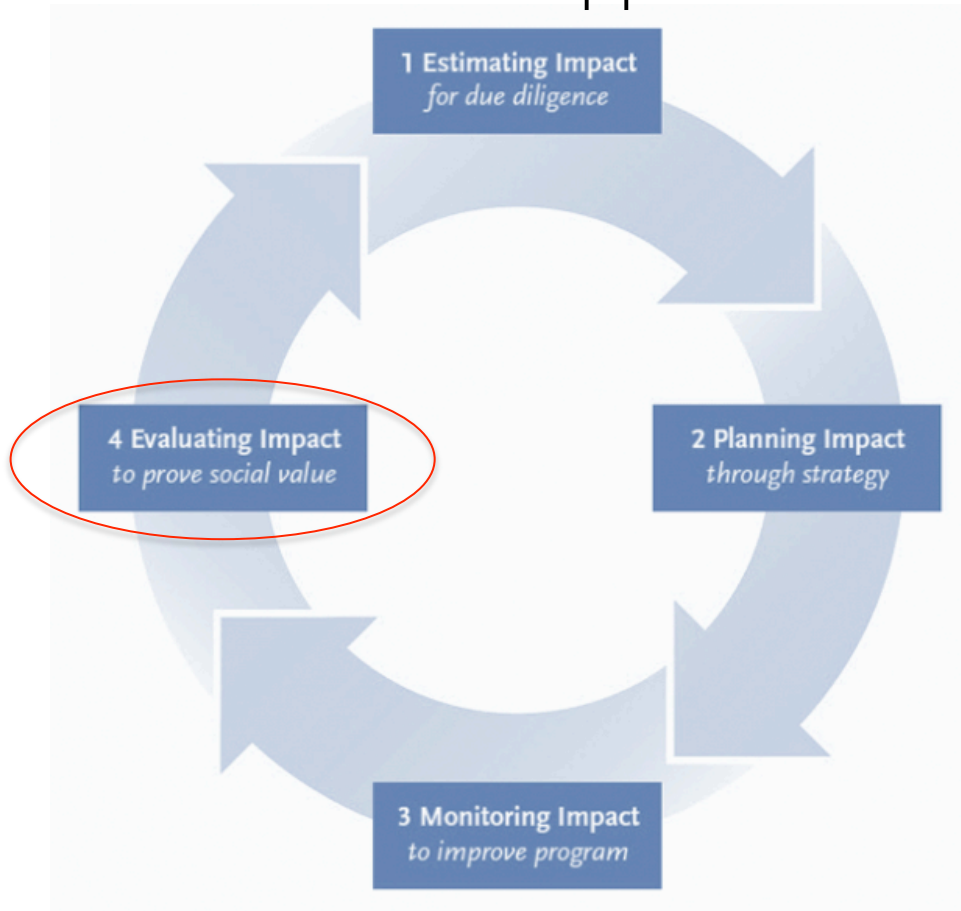 1 Estimating Impact
for due diligence
2 Planning Impact
through strategy
3 Monitoring Impact
to improve program
4 Evaluating Impact
to prove social value